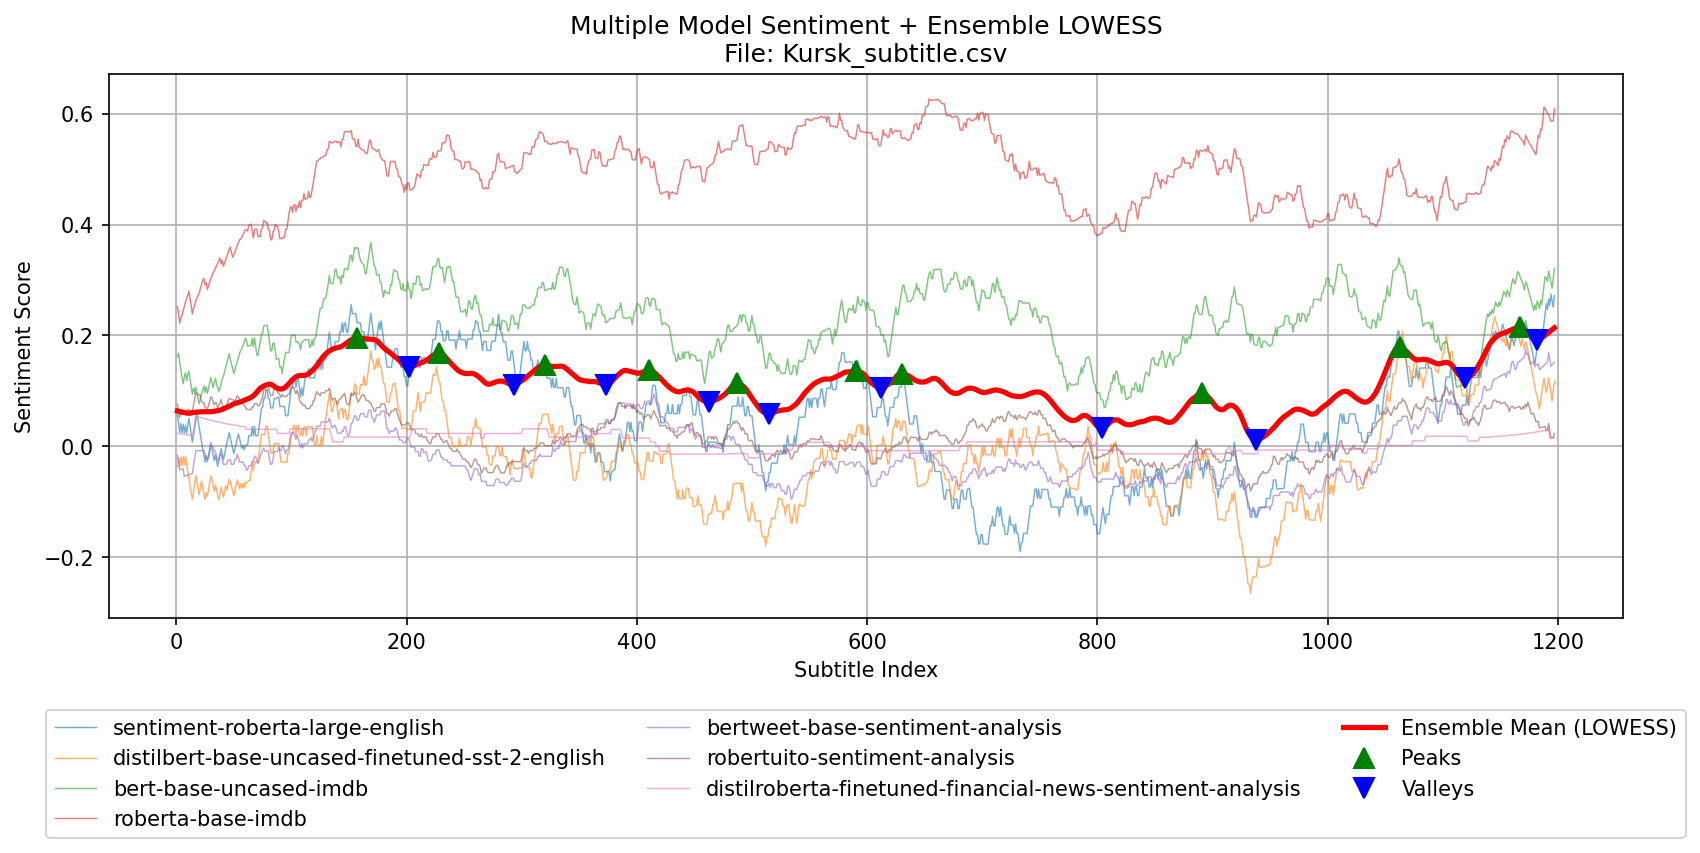 Multiple Model Sentiment + Ensemble LOWESS
File: Kursk_subtitle.csv
Sentiment Score
0.6
0.4
0.2
0.0
−0.2
0 200 400 600 800 1000 1200
Subtitle Index
sentiment-roberta-large-english
distilbert-base-uncased-finetuned-sst-2-english
bert-base-uncased-imdb
roberta-base-imdb
bertweet-base-sentiment-analysis
robertuito-sentiment-analysis
distilroberta-finetuned-financial-news-sentiment-analysis
Ensemble Mean (LOWESS)
Peaks
Valleys